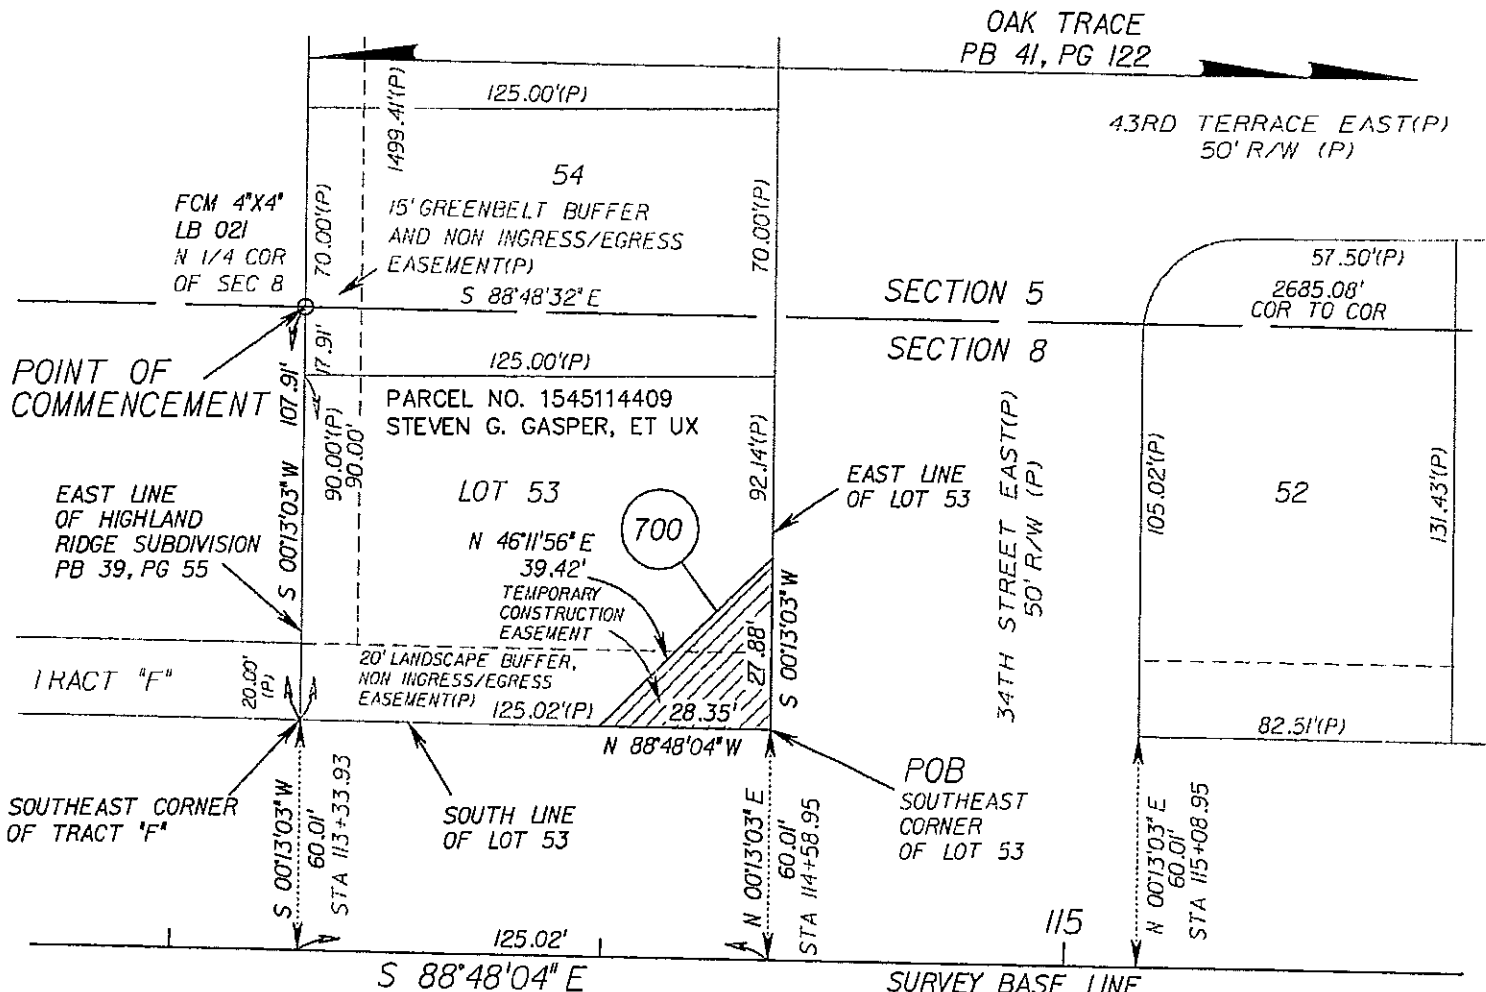 OAK TRACE
PB 41, PG 122
125.00'(P)
1499.41'(P)
43RD TERRACE EAST(P)
50' R/W (P)
54
FCM 4"X4"
LB 021
N 1/4 COR
OF SEC 8
70.00'(P)
15' GREENBELT BUFFER
AND NON INGRESS/EGRESS
EASEMENT(P)
70.00'(P)
S 88°48'32" E
SECTION 5
57.50'(P)
2685.08'
COR TO COR
SECTION 8
POINT OF
COMMENCEMENT
17.91'
107.91'
S 00°13'03" W
125.00'(P)
PARCEL NO. 1545114409
STEVEN G. GASPER, ET UX
90.00'(P)
90.00'
92.14'(P)
LOT 53
EAST LINE
OF LOT 53
34TH STREET EAST(P)
50' R/W (P)
105.02'(P)
52
131.43'(P)
EAST LINE
OF HIGHLAND
RIDGE SUBDIVISION
PB 39, PG 55
700
N 46°11'56" E
39.42'
TEMPORARY
CONSTRUCTION
EASEMENT
27.88'
S 00°13'03" W
TRACT "F"
20.00'
(P)
20' LANDSCAPE BUFFER,
NON INGRESS/EGRESS
EASEMENT(P)
125.02'(P)
28.35'
N 88°48'04" W
82.51'(P)
POB
SOUTHEAST
CORNER
OF LOT 53
SOUTHEAST CORNER
OF TRACT "F"
S 00°13'03" W
60.01'
STA 113+33.93
SOUTH LINE
OF LOT 53
N 00°13'03" E
60.01'
STA 114+58.95
N 00°13'03" E
60.01'
STA 115+08.95
115
125.02'
S 88°48'04" E
SURVEY BASE LINE